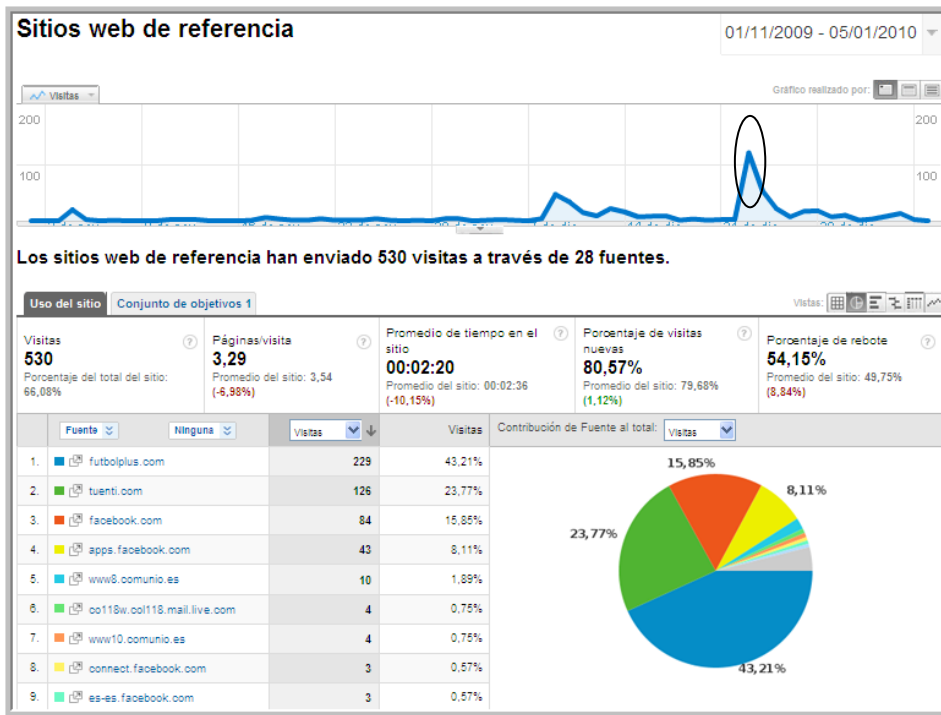 Sitios web de referencia
01/11/2009 - 05/01/2010
Visitas
Gráfico realizado por:
200
200
100
100
Los sitios web de referencia han enviado 530 visitas a través de 28 fuentes.
Uso del sitio
Conjunto de objetivos 1
Vistas:
Visitas
530
Porcentaje del total del sitio:
66,08%
Páginas/visita
3,29
Promedio del sitio: 3,54
(-6,98%)
Promedio de tiempo en el
sitio
00:02:20
Promedio del sitio: 00:02:36
(-10,15%)
Porcentaje de visitas
nuevas
80,57%
Promedio del sitio: 79,68%
(1,12%)
Porcentaje de rebote
54,15%
Promedio del sitio: 49,75%
(8,84%)
Fuente Ninguna Visitas Visitas Contribución de Fuente al total: Visitas
1. futbolplus.com 229 43,21%
2. tuenti.com 126 23,77%
3. facebook.com 84 15,85%
4. apps.facebook.com 43 8,11%
5. www8.comunio.es 10 1,89%
6. co118w.col118.mail.live.com 4 0,75%
7. www10.comunio.es 4 0,75%
8. connect.facebook.com 3 0,57%
9. es-es.facebook.com 3 0,57%
15,85%
8,11%
23,77%
43,21%